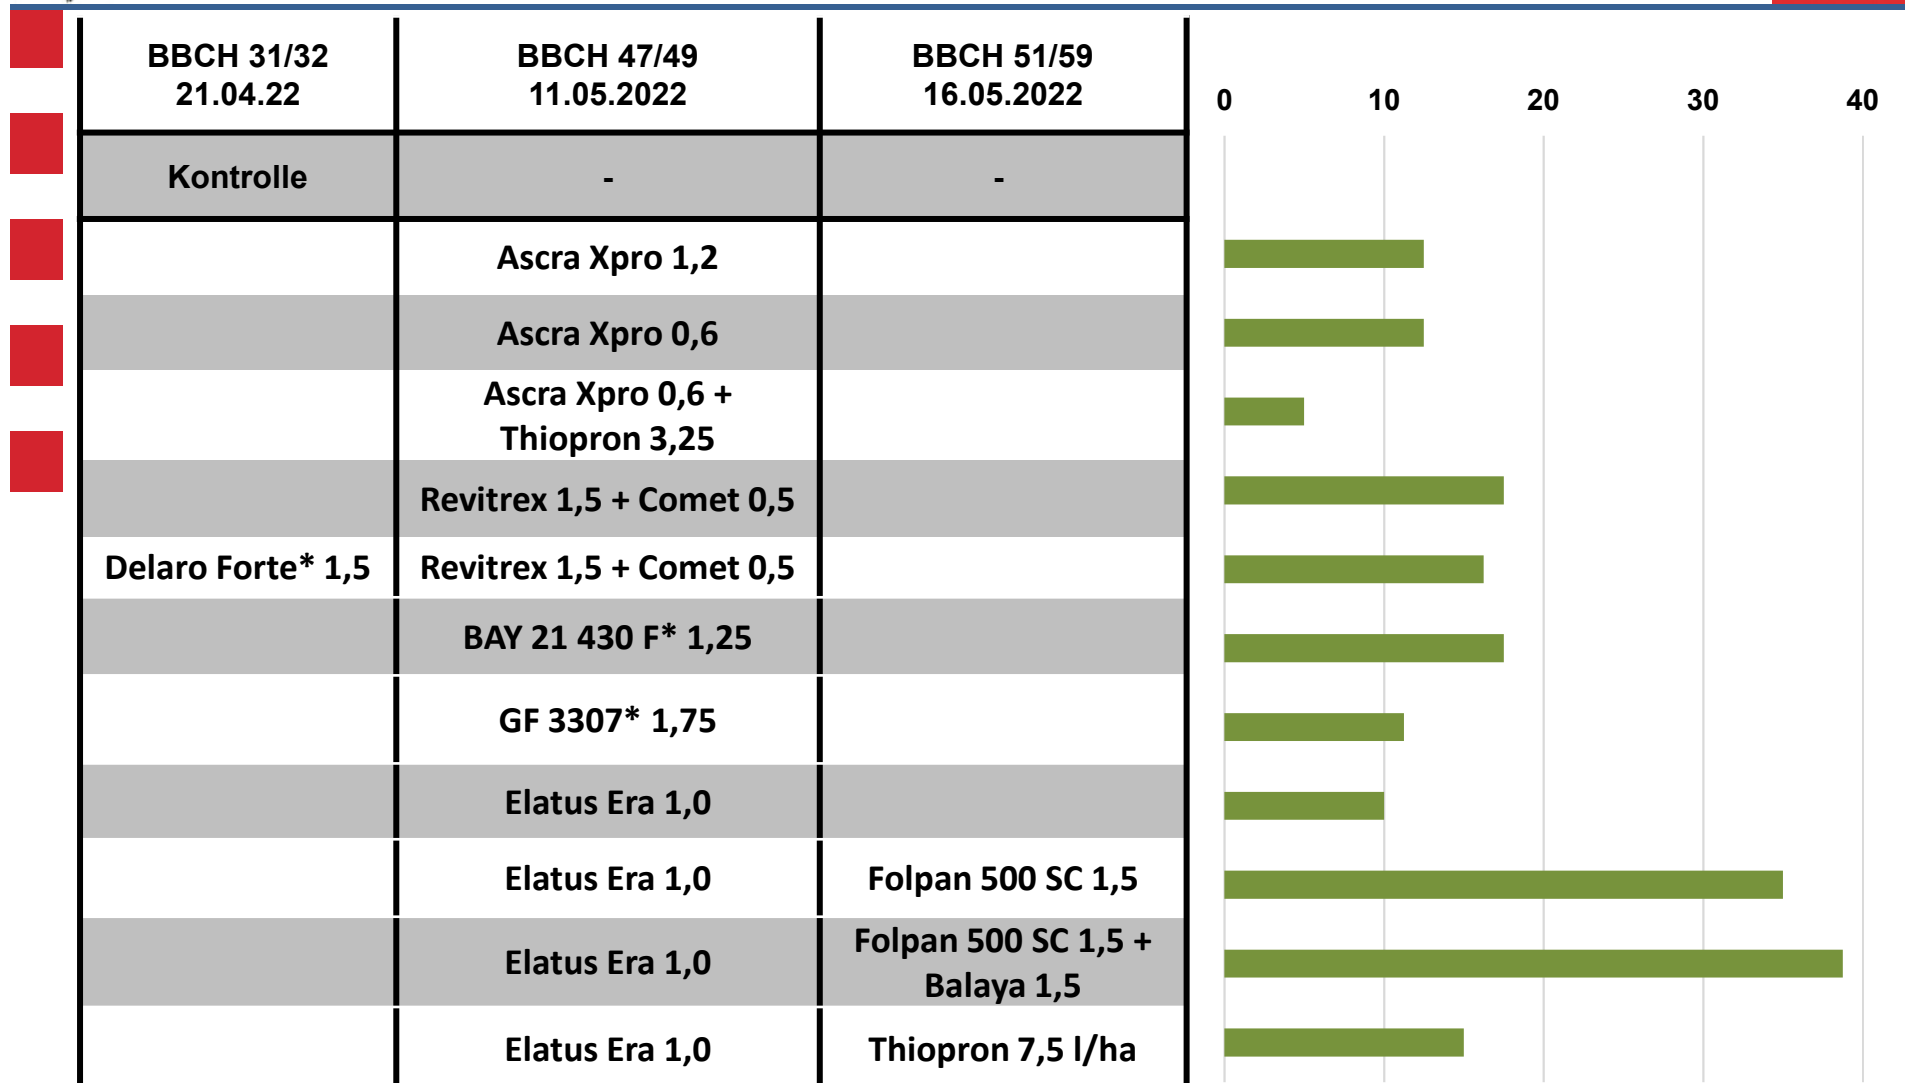 BBCH 31/32
21.04.22
BBCH 47/49
11.05.2022
BBCH 51/59
16.05.2022
0 10 20 30 40
Kontrolle - -
Ascra Xpro 1,2
Ascra Xpro 0,6
Ascra Xpro 0,6 +
Thiopron 3,25
Revitrex 1,5 + Comet 0,5
Delaro Forte* 1,5 Revitrex 1,5 + Comet 0,5
BAY 21 430 F* 1,25
GF 3307* 1,75
Elatus Era 1,0
Elatus Era 1,0 Folpan 500 SC 1,5
Elatus Era 1,0
Folpan 500 SC 1,5 +
Balaya 1,5
Elatus Era 1,0 Thiopron 7,5 l/ha